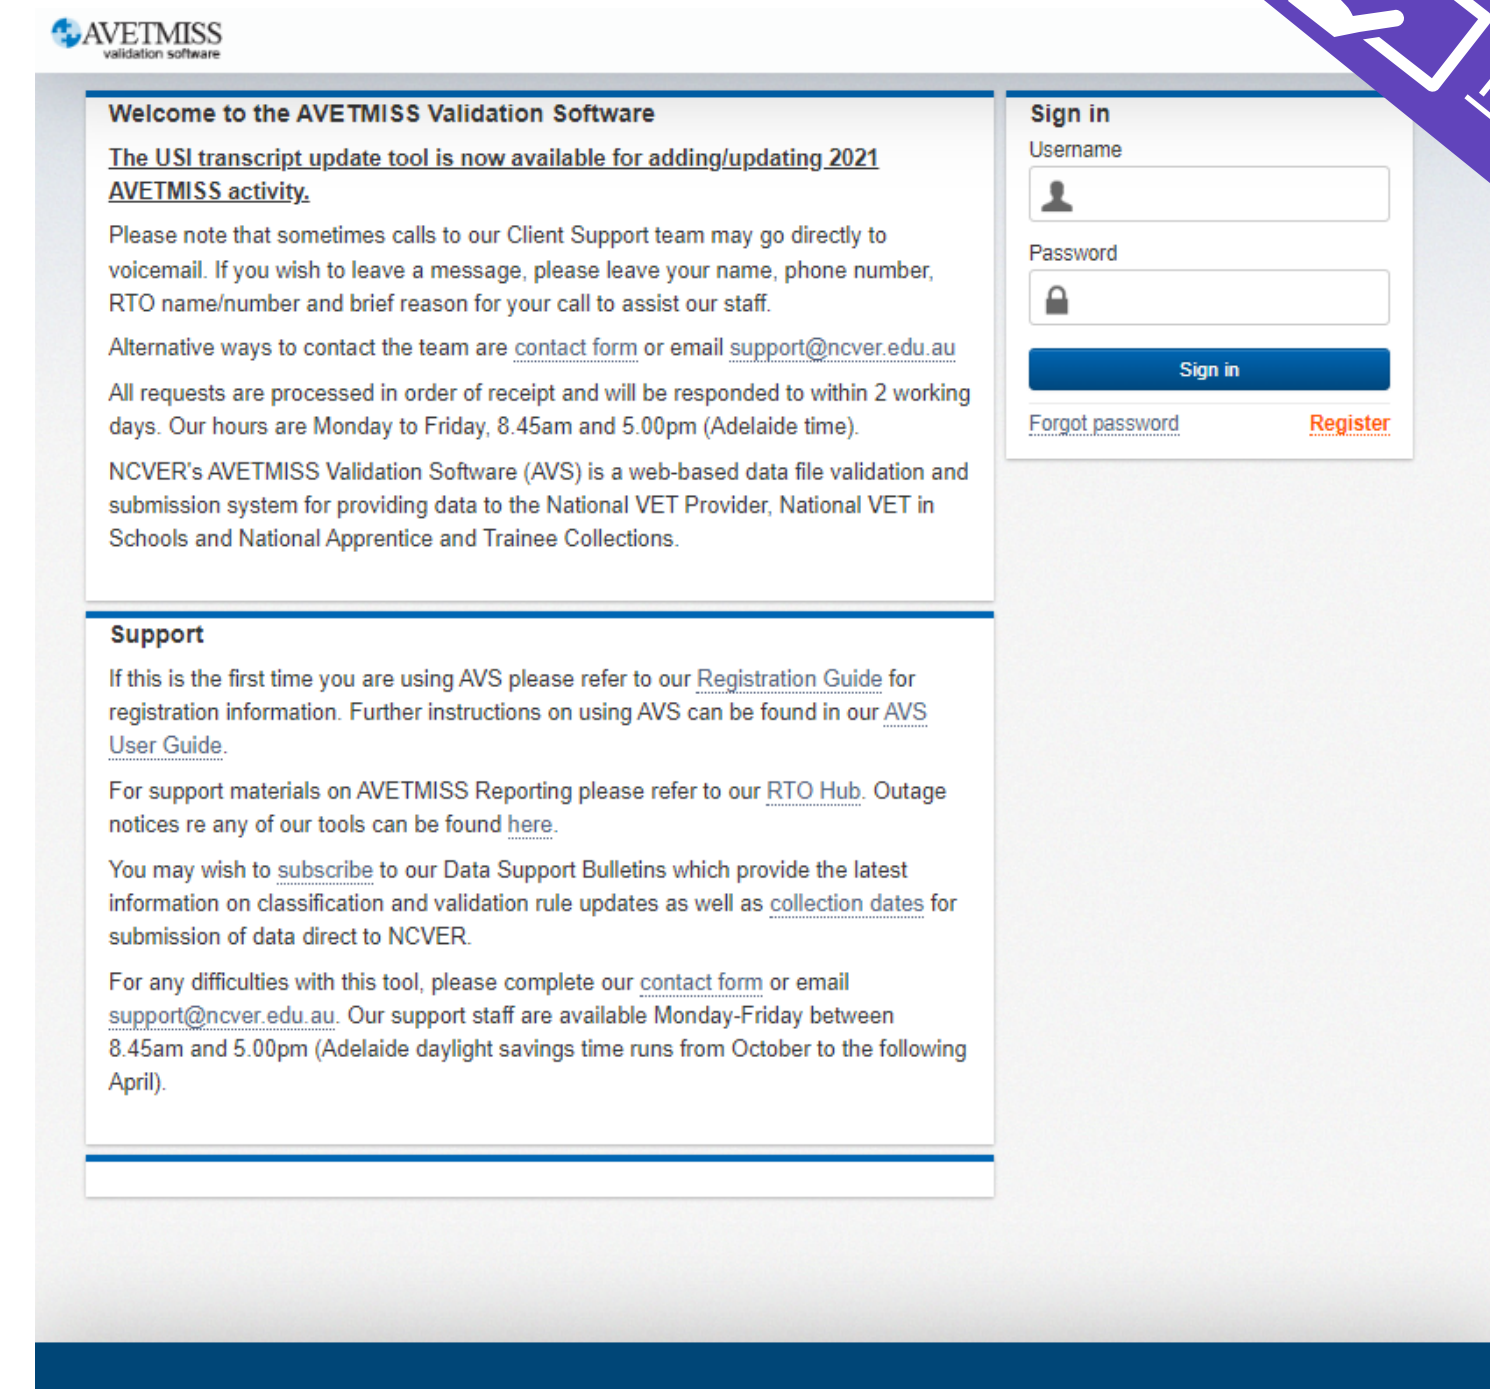 AVETMISS
validation software
Welcome to the AVETMISS Validation Software
The USI transcript update tool is now available for adding/updating 2021
AVETMISS activity.
Please note that sometimes calls to our Client Support team may go directly to
voicemail. If you wish to leave a message, please leave your name, phone number,
RTO name/number and brief reason for your call to assist our staff.
Alternative ways to contact the team are contact form or email support@ncver.edu.au
All requests are processed in order of receipt and will be responded to within 2 working
days. Our hours are Monday to Friday, 8.45am and 5.00pm (Adelaide time).
NCVER's AVETMISS Validation Software (AVS) is a web-based data file validation and
submission system for providing data to the National VET Provider, National VET in
Schools and National Apprentice and Trainee Collections.
Support
If this is the first time you are using AVS please refer to our Registration Guide for
registration information. Further instructions on using AVS can be found in our AVS
User Guide.
For support materials on AVETMISS Reporting please refer to our RTO Hub. Outage
notices re any of our tools can be found here.
You may wish to subscribe to our Data Support Bulletins which provide the latest
information on classification and validation rule updates as well as collection dates for
submission of data direct to NCVER.
For any difficulties with this tool, please complete our contact form or email
support@ncver.edu.au. Our support staff are available Monday-Friday between
8.45am and 5.00pm (Adelaide daylight savings time runs from October to the following
April).
Sign in
Username
Password
Sign in
Forgot password
Register